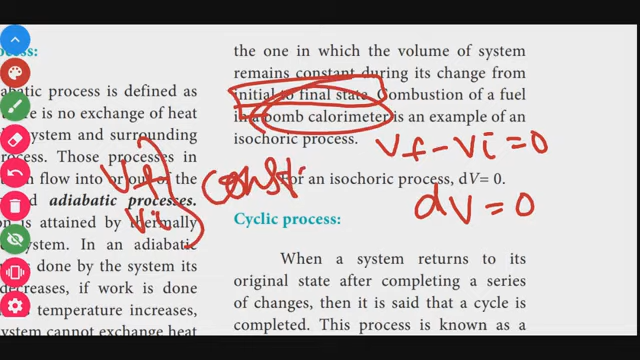 ocess:
abatic process is defined as
ere is no exchange of heat
system and surrounding
rocess. Those processes in
n flow into or out of the
d adiabatic processes.
on is attained by thermally
system. In an adiabatic
done by the system its
decreases, if work is done
temperature increases,
ystem cannot exchange heat
Vf
Vi
const.
the one in which the volume of system
remains constant during its change from
initial to final state. Combustion of a fuel
in a bomb calorimeter is an example of an
isochoric process.
Vf - Vi = 0
For an isochoric process, dV= 0.
dV = 0
Cyclic process:
When a system returns to its
original state after completing a series
of changes, then it is said that a cycle is
completed. This process is known as a